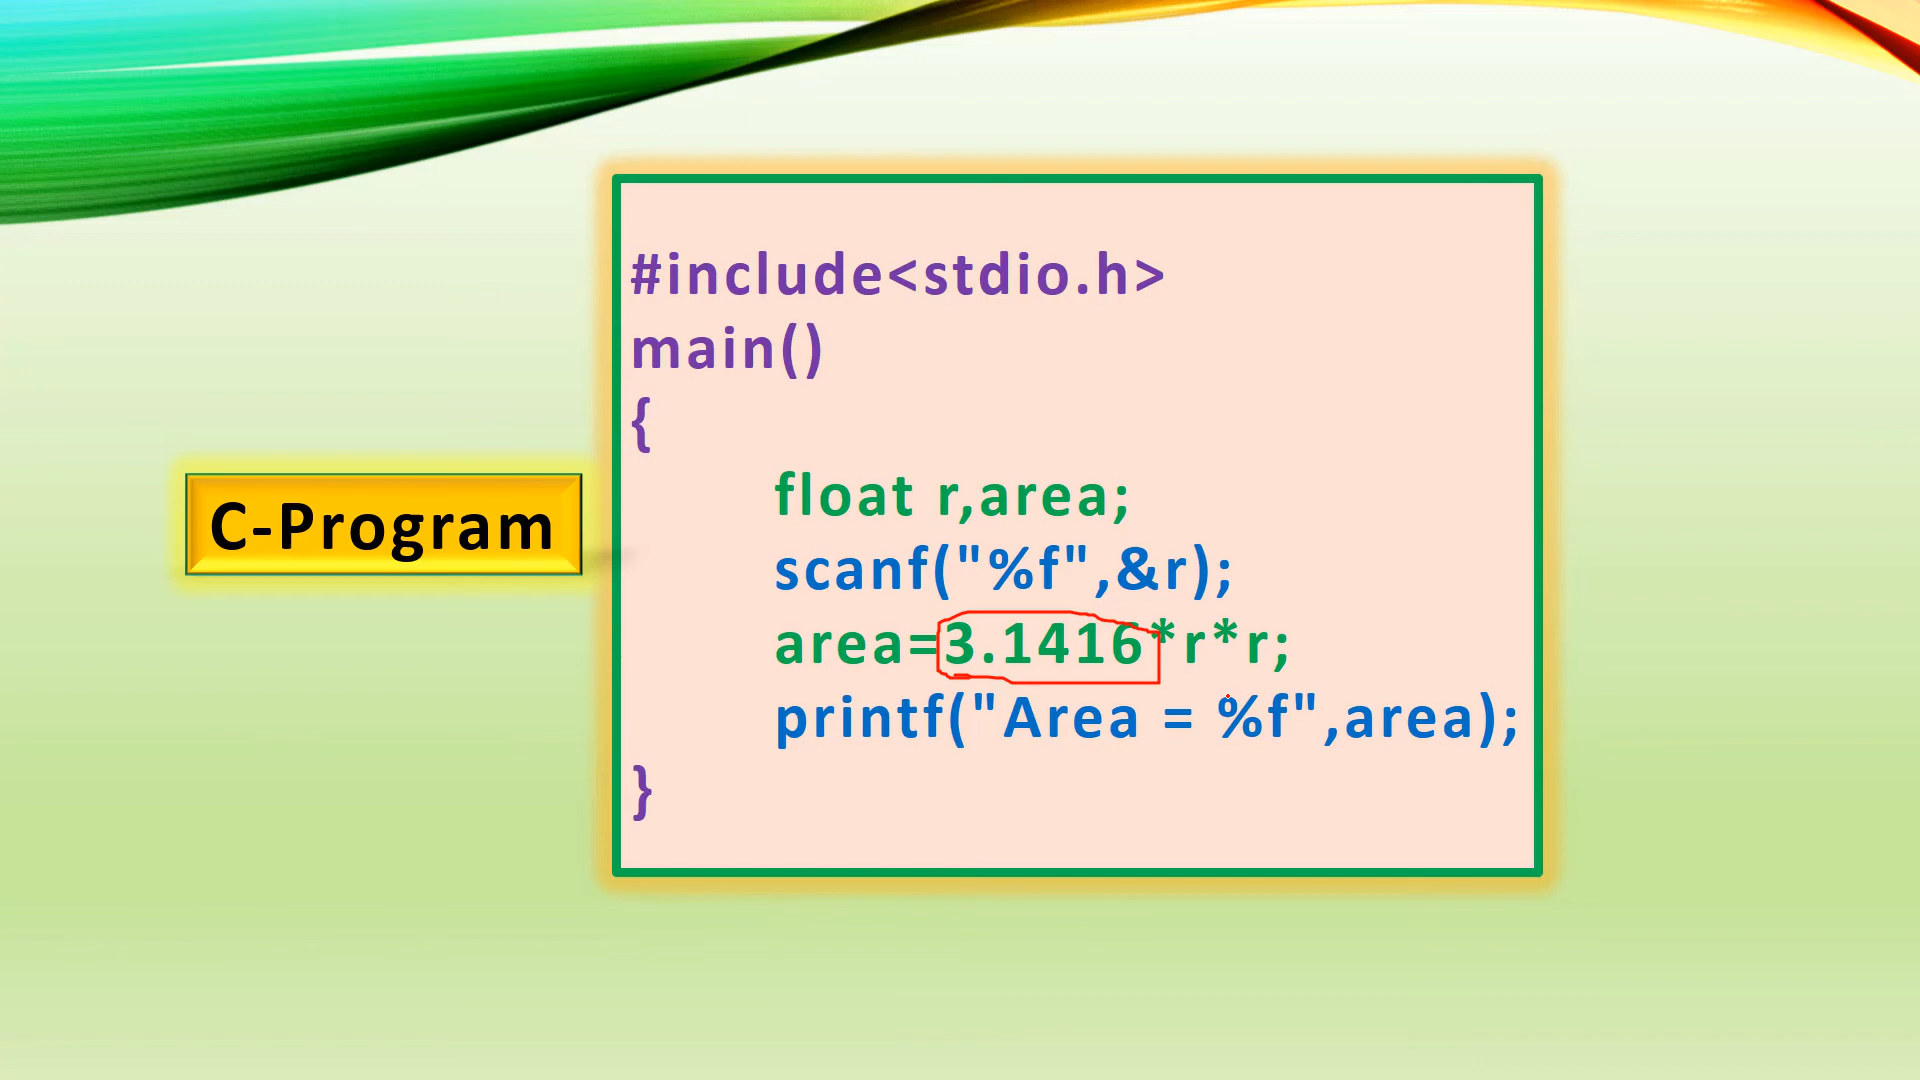 C-Program
#include<stdio.h>
main()
{
float r,area;
scanf("%f",&r);
area=3.1416*r*r;
printf("Area = %f",area);
}